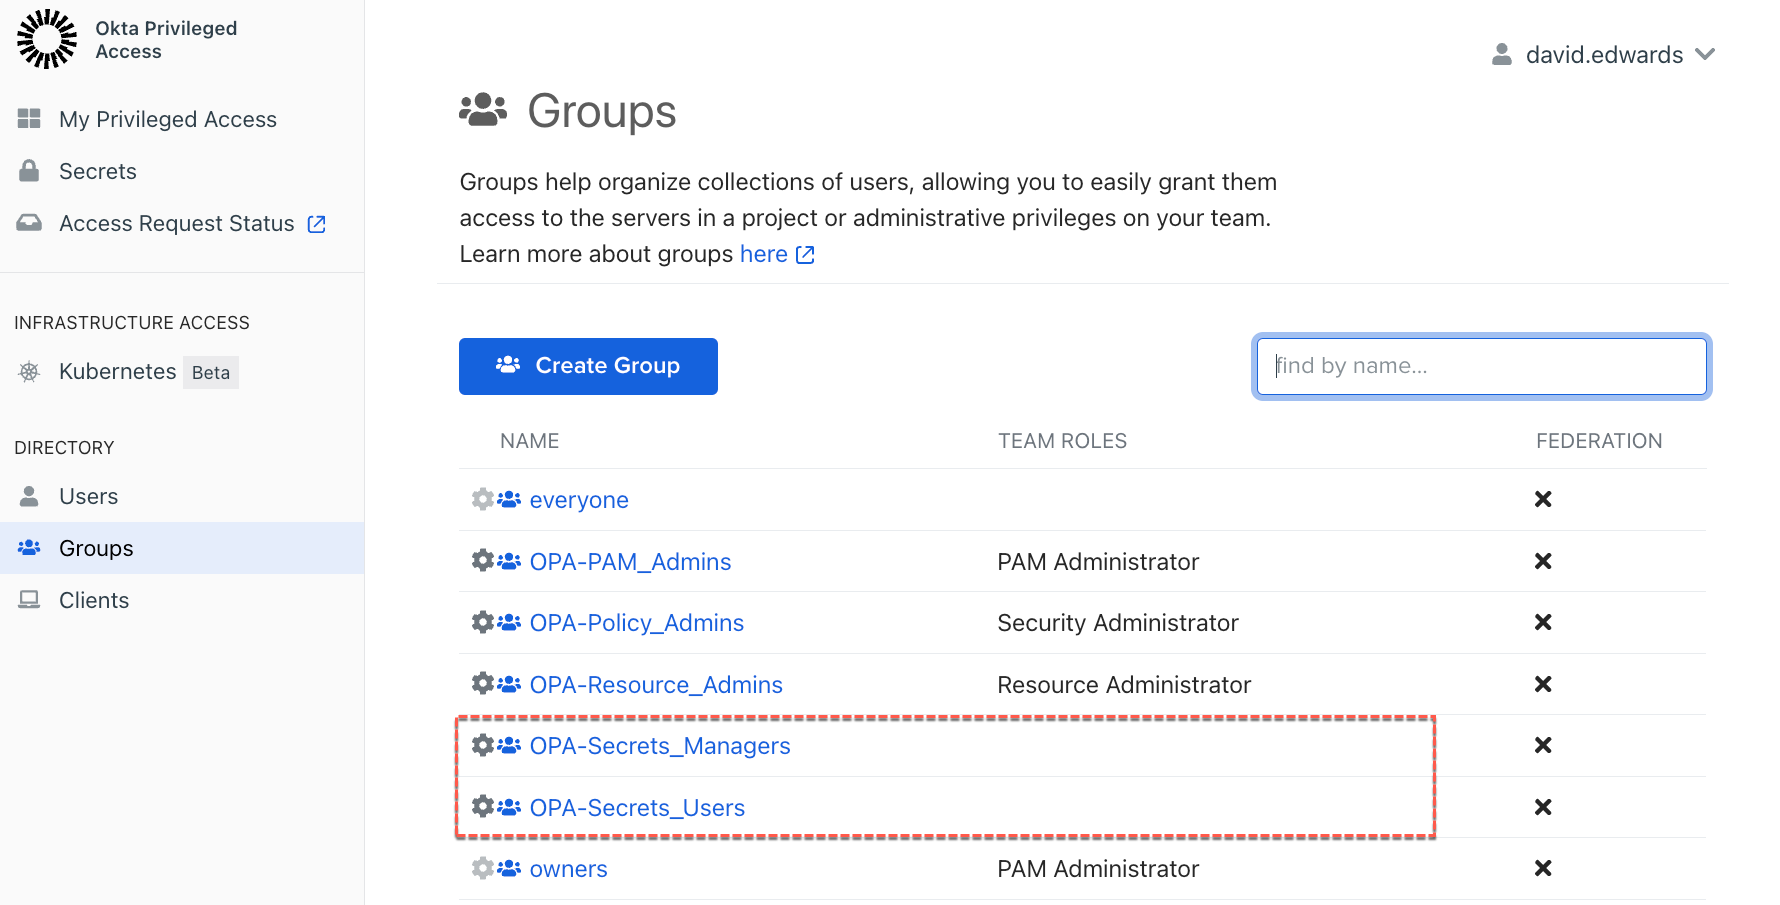 Okta Privileged
Access
My Privileged Access
Secrets
Access Request Status
INFRASTRUCTURE ACCESS
Kubernetes Beta
DIRECTORY
Users
Groups
Clients
david.edwards
Groups
Groups help organize collections of users, allowing you to easily grant them
access to the servers in a project or administrative privileges on your team.
Learn more about groups here
Create Group
find by name...
NAME TEAM ROLES FEDERATION
everyone
OPA-PAM_Admins PAM Administrator
OPA-Policy_Admins Security Administrator
OPA-Resource_Admins Resource Administrator
OPA-Secrets_Managers
OPA-Secrets_Users
owners PAM Administrator